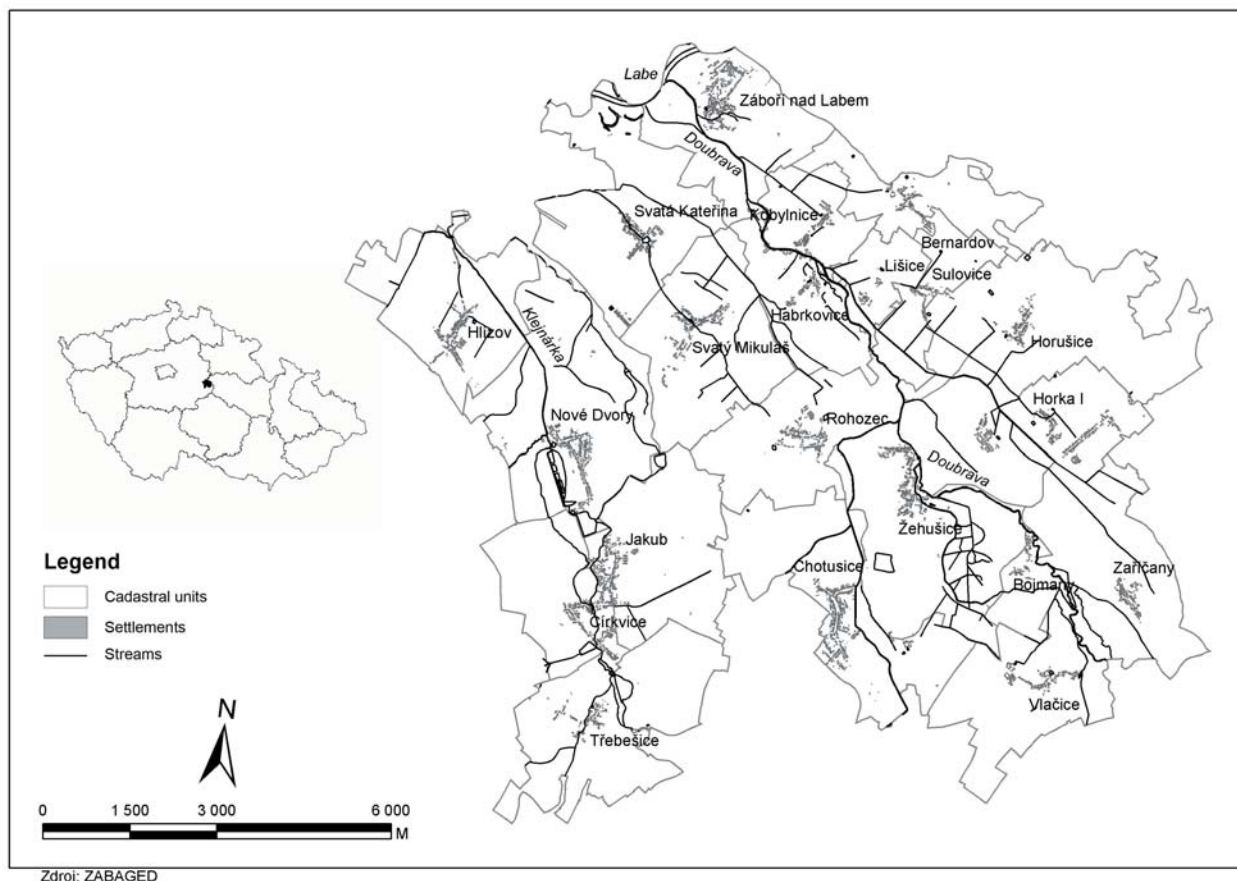 Labe
Záboří nad Labem
Doubrava
Svatá Kateřina
Kobylnice
Bernardov
Lišice
Sulovice
Habrkovice
Hlízov
Klejnárka
Svatý Mikuláš
Horušice
Horka I
Nové Dvory
Rohozec
Doubrava
Žehušice
Jakub
Chotusice
Bojmany
Zaříčany
Církvice
Vlačice
Třebešice
Legend
Cadastral units
Settlements
Streams
N
0 1 500 3 000 6 000
M
Zdroj: ZABAGED